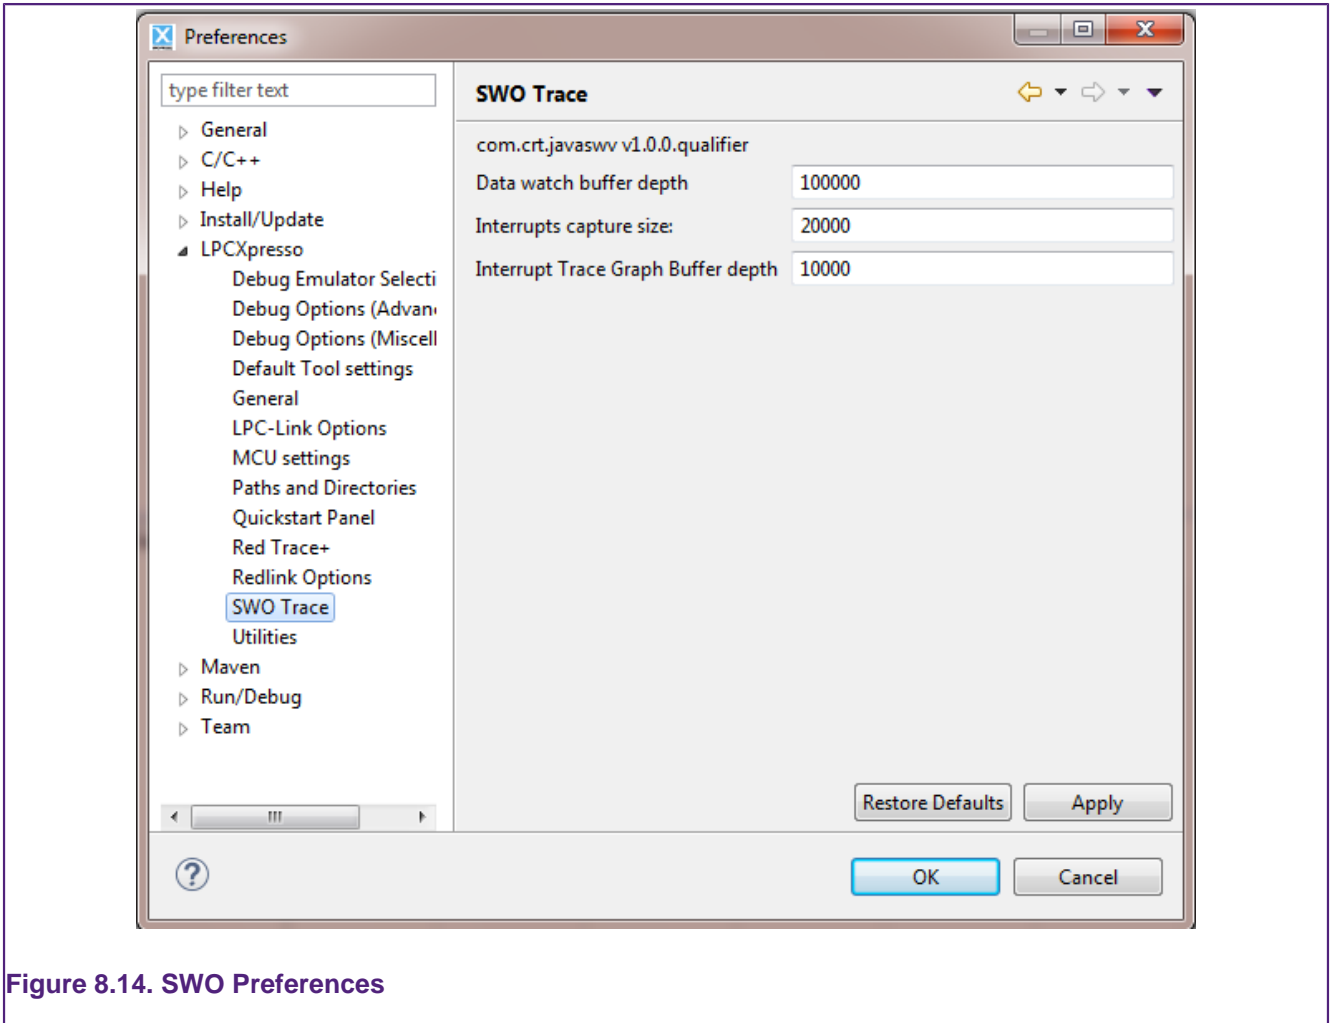 Preferences
type filter text
General
C/C++
Help
Install/Update
LPCXpresso
Debug Emulator Selecti
Debug Options (Advan
Debug Options (Miscell
Default Tool settings
General
LPC-Link Options
MCU settings
Paths and Directories
Quickstart Panel
Red Trace+
Redlink Options
SWO Trace
Utilities
Maven
Run/Debug
Team
SWO Trace
com.crt.javaswv v1.0.0.qualifier
Data watch buffer depth 100000
Interrupts capture size: 20000
Interrupt Trace Graph Buffer depth 10000
Restore Defaults Apply
OK Cancel
Figure 8.14. SWO Preferences